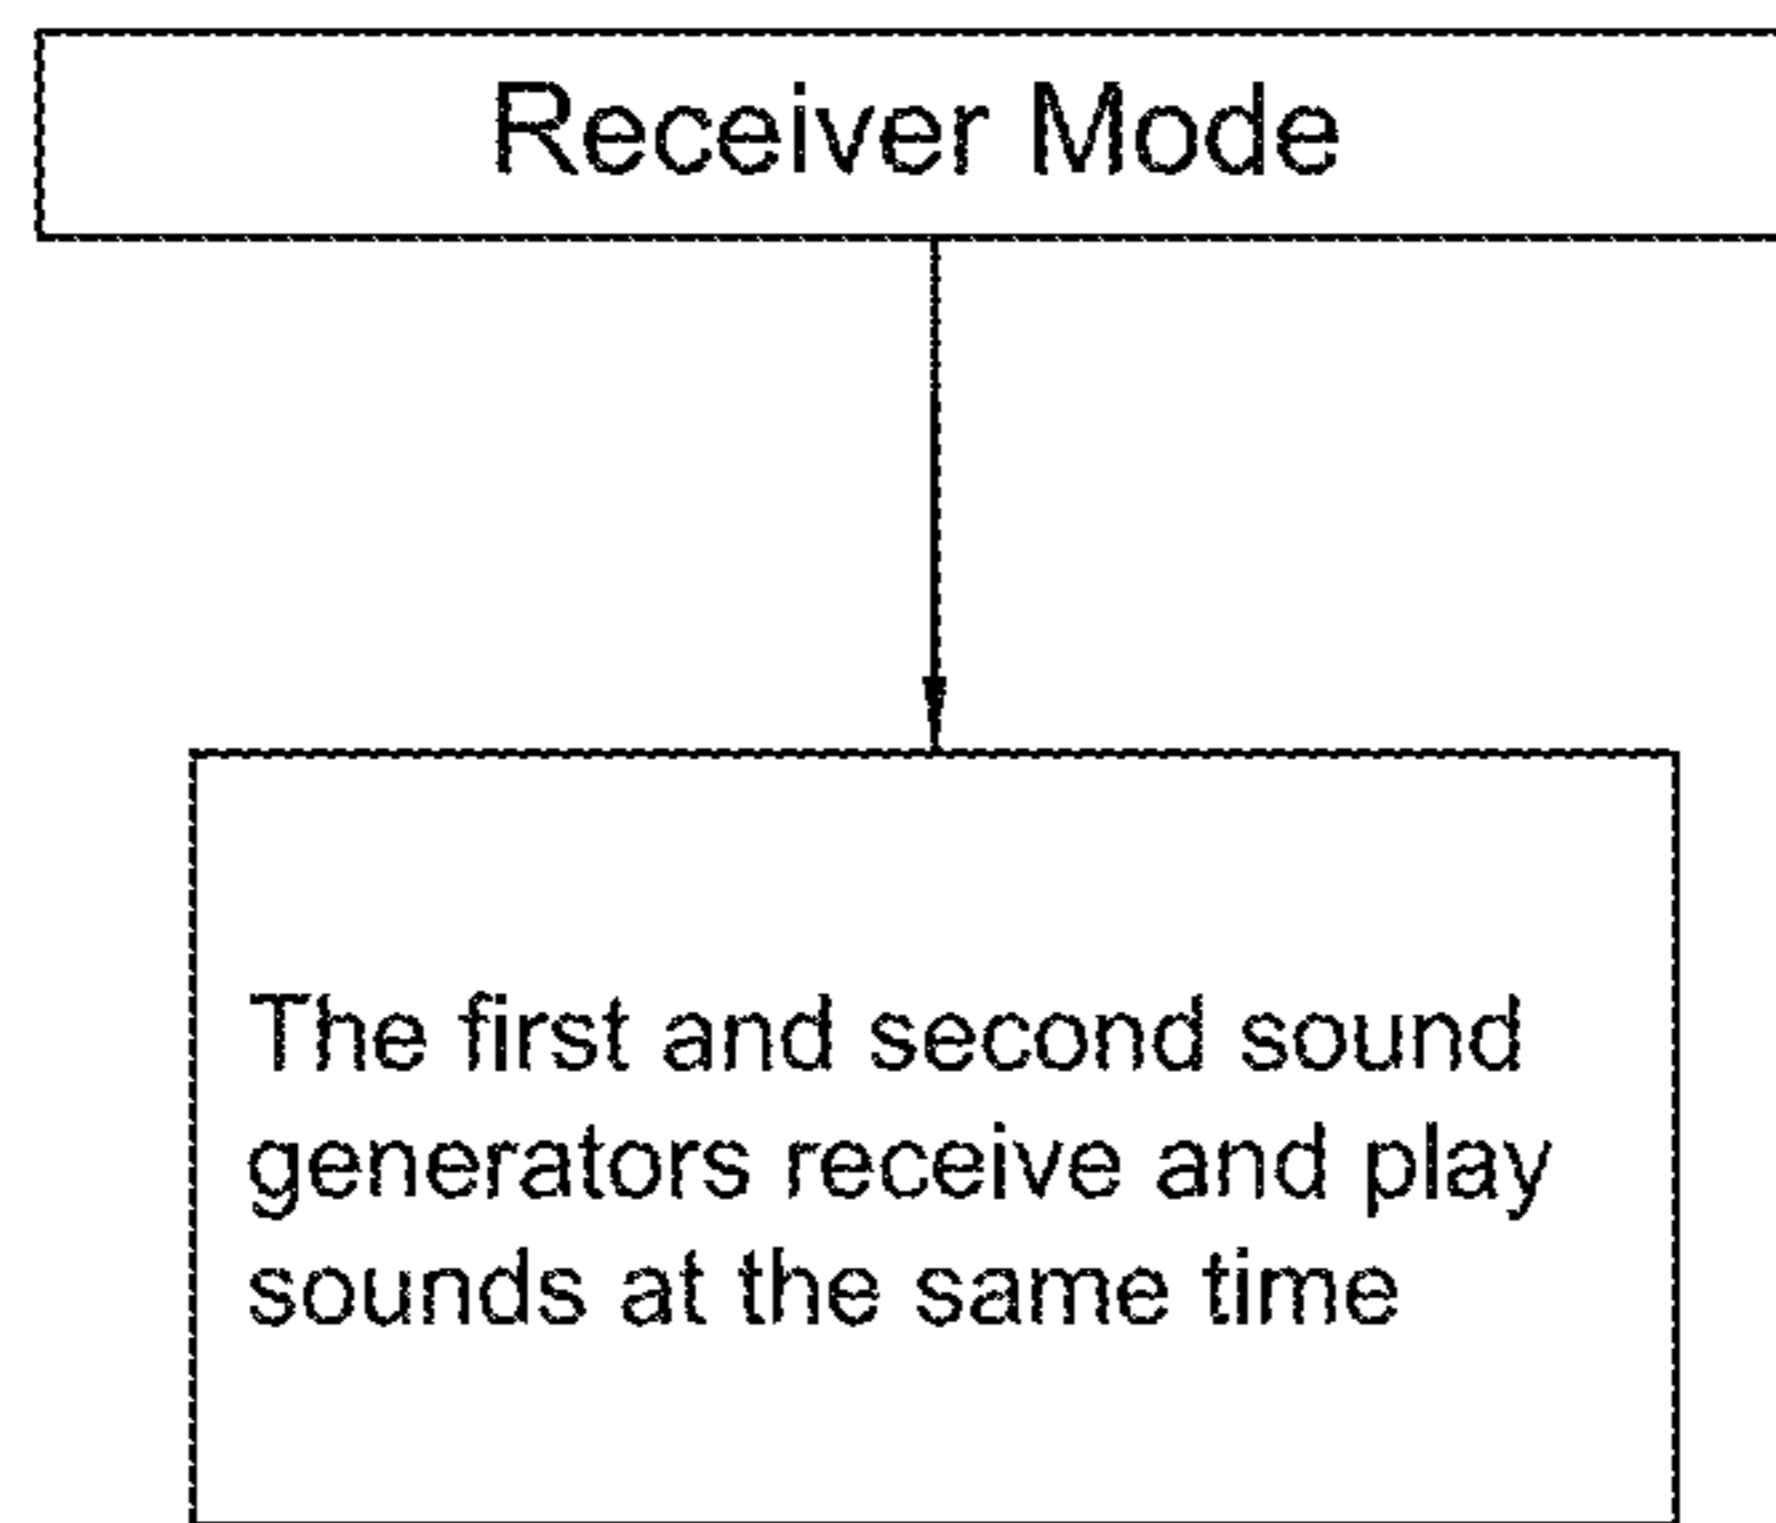 Receiver Mode
The first and second sound
generators receive and play
sounds at the same time